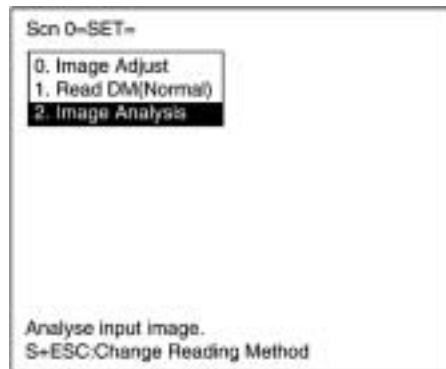 Scn 0=SET=
0. Image Adjust
1. Read DM(Normal)
2. Image Analysis
Analyse input image.
S+ESC:Change Reading Method